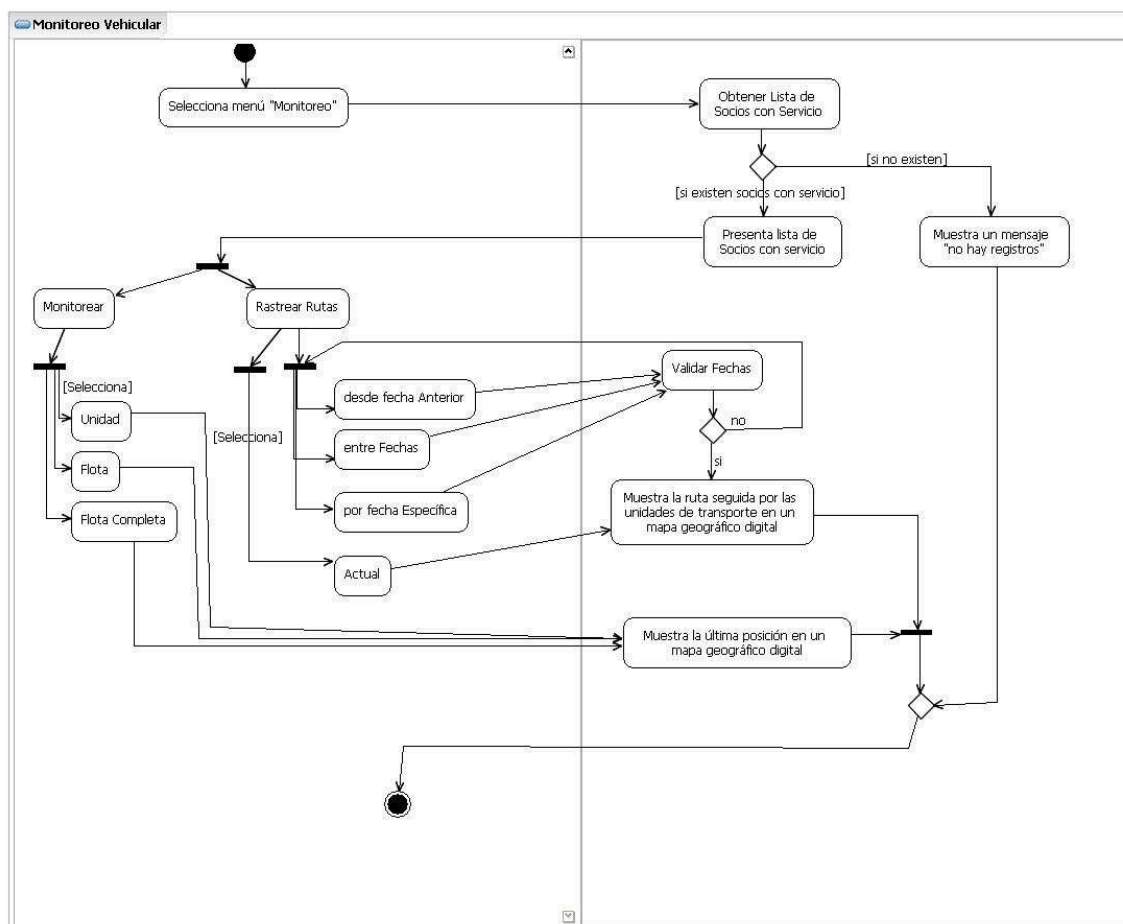 Monitoreo Vehicular
Selecciona menú "Monitoreo"
Obtener Lista de
Socios con Servicio
[si no existen]
[si existen socios con servicio]
Presenta lista de
Socios con servicio
Muestra un mensaje
"no hay registros"
Monitorear
Rastrear Rutas
[Selecciona]
Unidad
Flota
Flota Completa
[Selecciona]
desde fecha Anterior
entre Fechas
por fecha Específica
Actual
Validar Fechas
no
si
Muestra la ruta seguida por las
unidades de transporte en un
mapa geográfico digital
Muestra la última posición en un
mapa geográfico digital